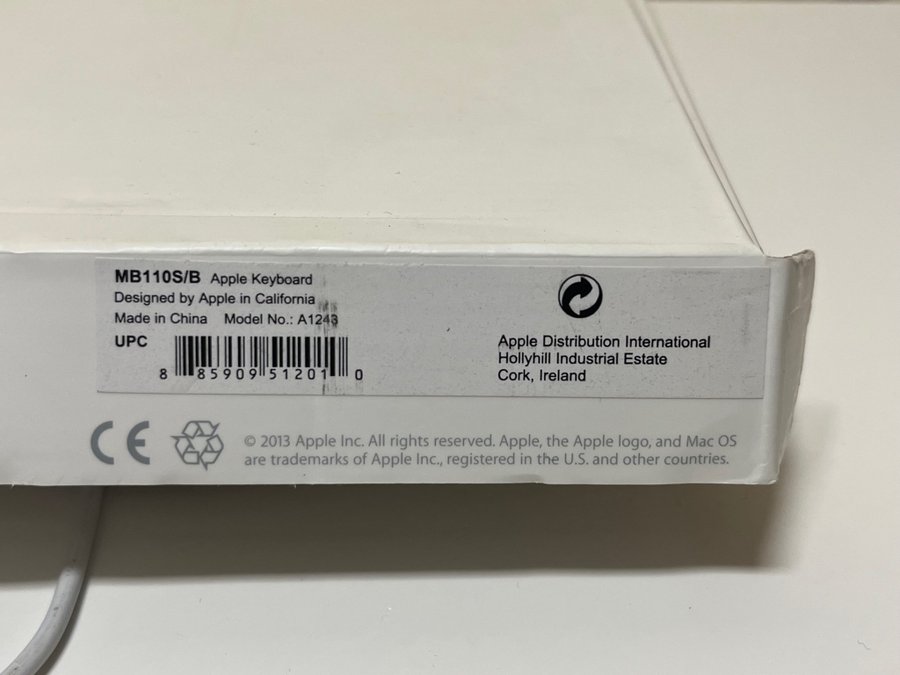 MB110S/B Apple Keyboard
Designed by Apple in California
Made in China Model No.: A1243
UPC
8 85909 51201 0
Apple Distribution International
Hollyhill Industrial Estate
Cork, Ireland
CE
© 2013 Apple Inc. All rights reserved. Apple, the Apple logo, and Mac OS
are trademarks of Apple Inc., registered in the U.S. and other countries.